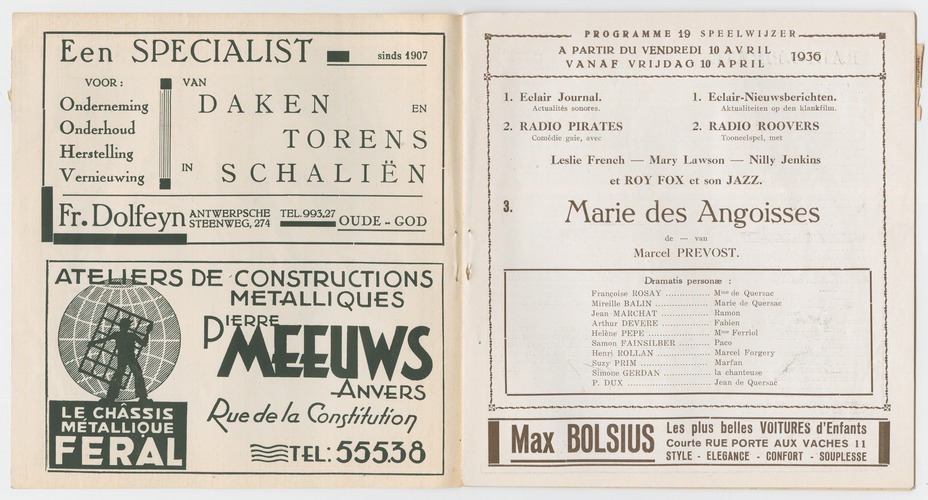 Een SPECIALIST sinds 1907
VOOR :
Onderneming
Onderhoud
Herstelling
Vernieuwing
VAN
DAKEN EN
TORENS
IN SCHALIËN
Fr. Dolfeyn ANTWERPSCHE STEENWEG, 274 TEL. 993.27 OUDE-GOD
ATELIERS DE CONSTRUCTIONS
METALLIQUES
PIERRE
MEEUWS
ANVERS
Rue de la Constitution
TEL: 555.38
LE CHÂSSIS
MÉTALLIQUE
FERAL
PROGRAMME 19 SPEELWIJZER
A PARTIR DU VENDREDI 10 AVRIL
VANAF VRIJDAG 10 APRIL
1936
1. Eclair Journal.
Actualités sonores.
2. RADIO PIRATES
Comédie gaie, avec
1. Eclair-Nieuwsberichten.
Aktualiteiten op den klankfilm.
2. RADIO ROOVERS
Tooneelspel, met
Leslie French — Mary Lawson — Nilly Jenkins
et ROY FOX et son JAZZ.
3. Marie des Angoisses
de — van
Marcel PREVOST.
Dramatis personæ :
Françoise ROSAY ................ Mme de Quersac
Mireille BALIN .................. Marie de Quersac
Jean MARCHAT ................. Ramon
Arthur DEVERE ................. Fabien
Helène PEPE .................... Mme Ferriol
Samon FAINSILBER ............ Paco
Henri ROLLAN .................. Marcel Forgery
Suzy PRIM ....................... Marfan
Simone GERDAN ............... la chanteuse
P. DUX ........................... Jean de Quersac
Max BOLSIUS
Les plus belles VOITURES d'Enfants
Courte RUE PORTE AUX VACHES 11
STYLE - ELEGANCE - CONFORT - SOUPLESSE